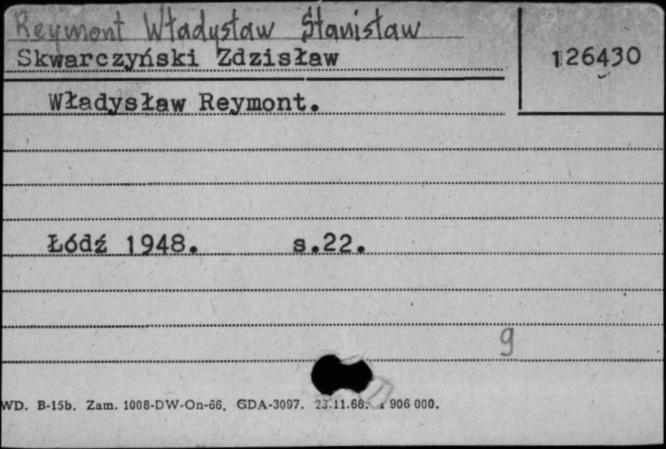 Reymont Władysław Stanisław
Skwarczyński Zdzisław
126430
Władysław Reymont.
Łódź 1948. s.22.
9
WD. B-15b. Zam. 1008-DW-On-66. GDA-3097. 23.11.66. 906 000.